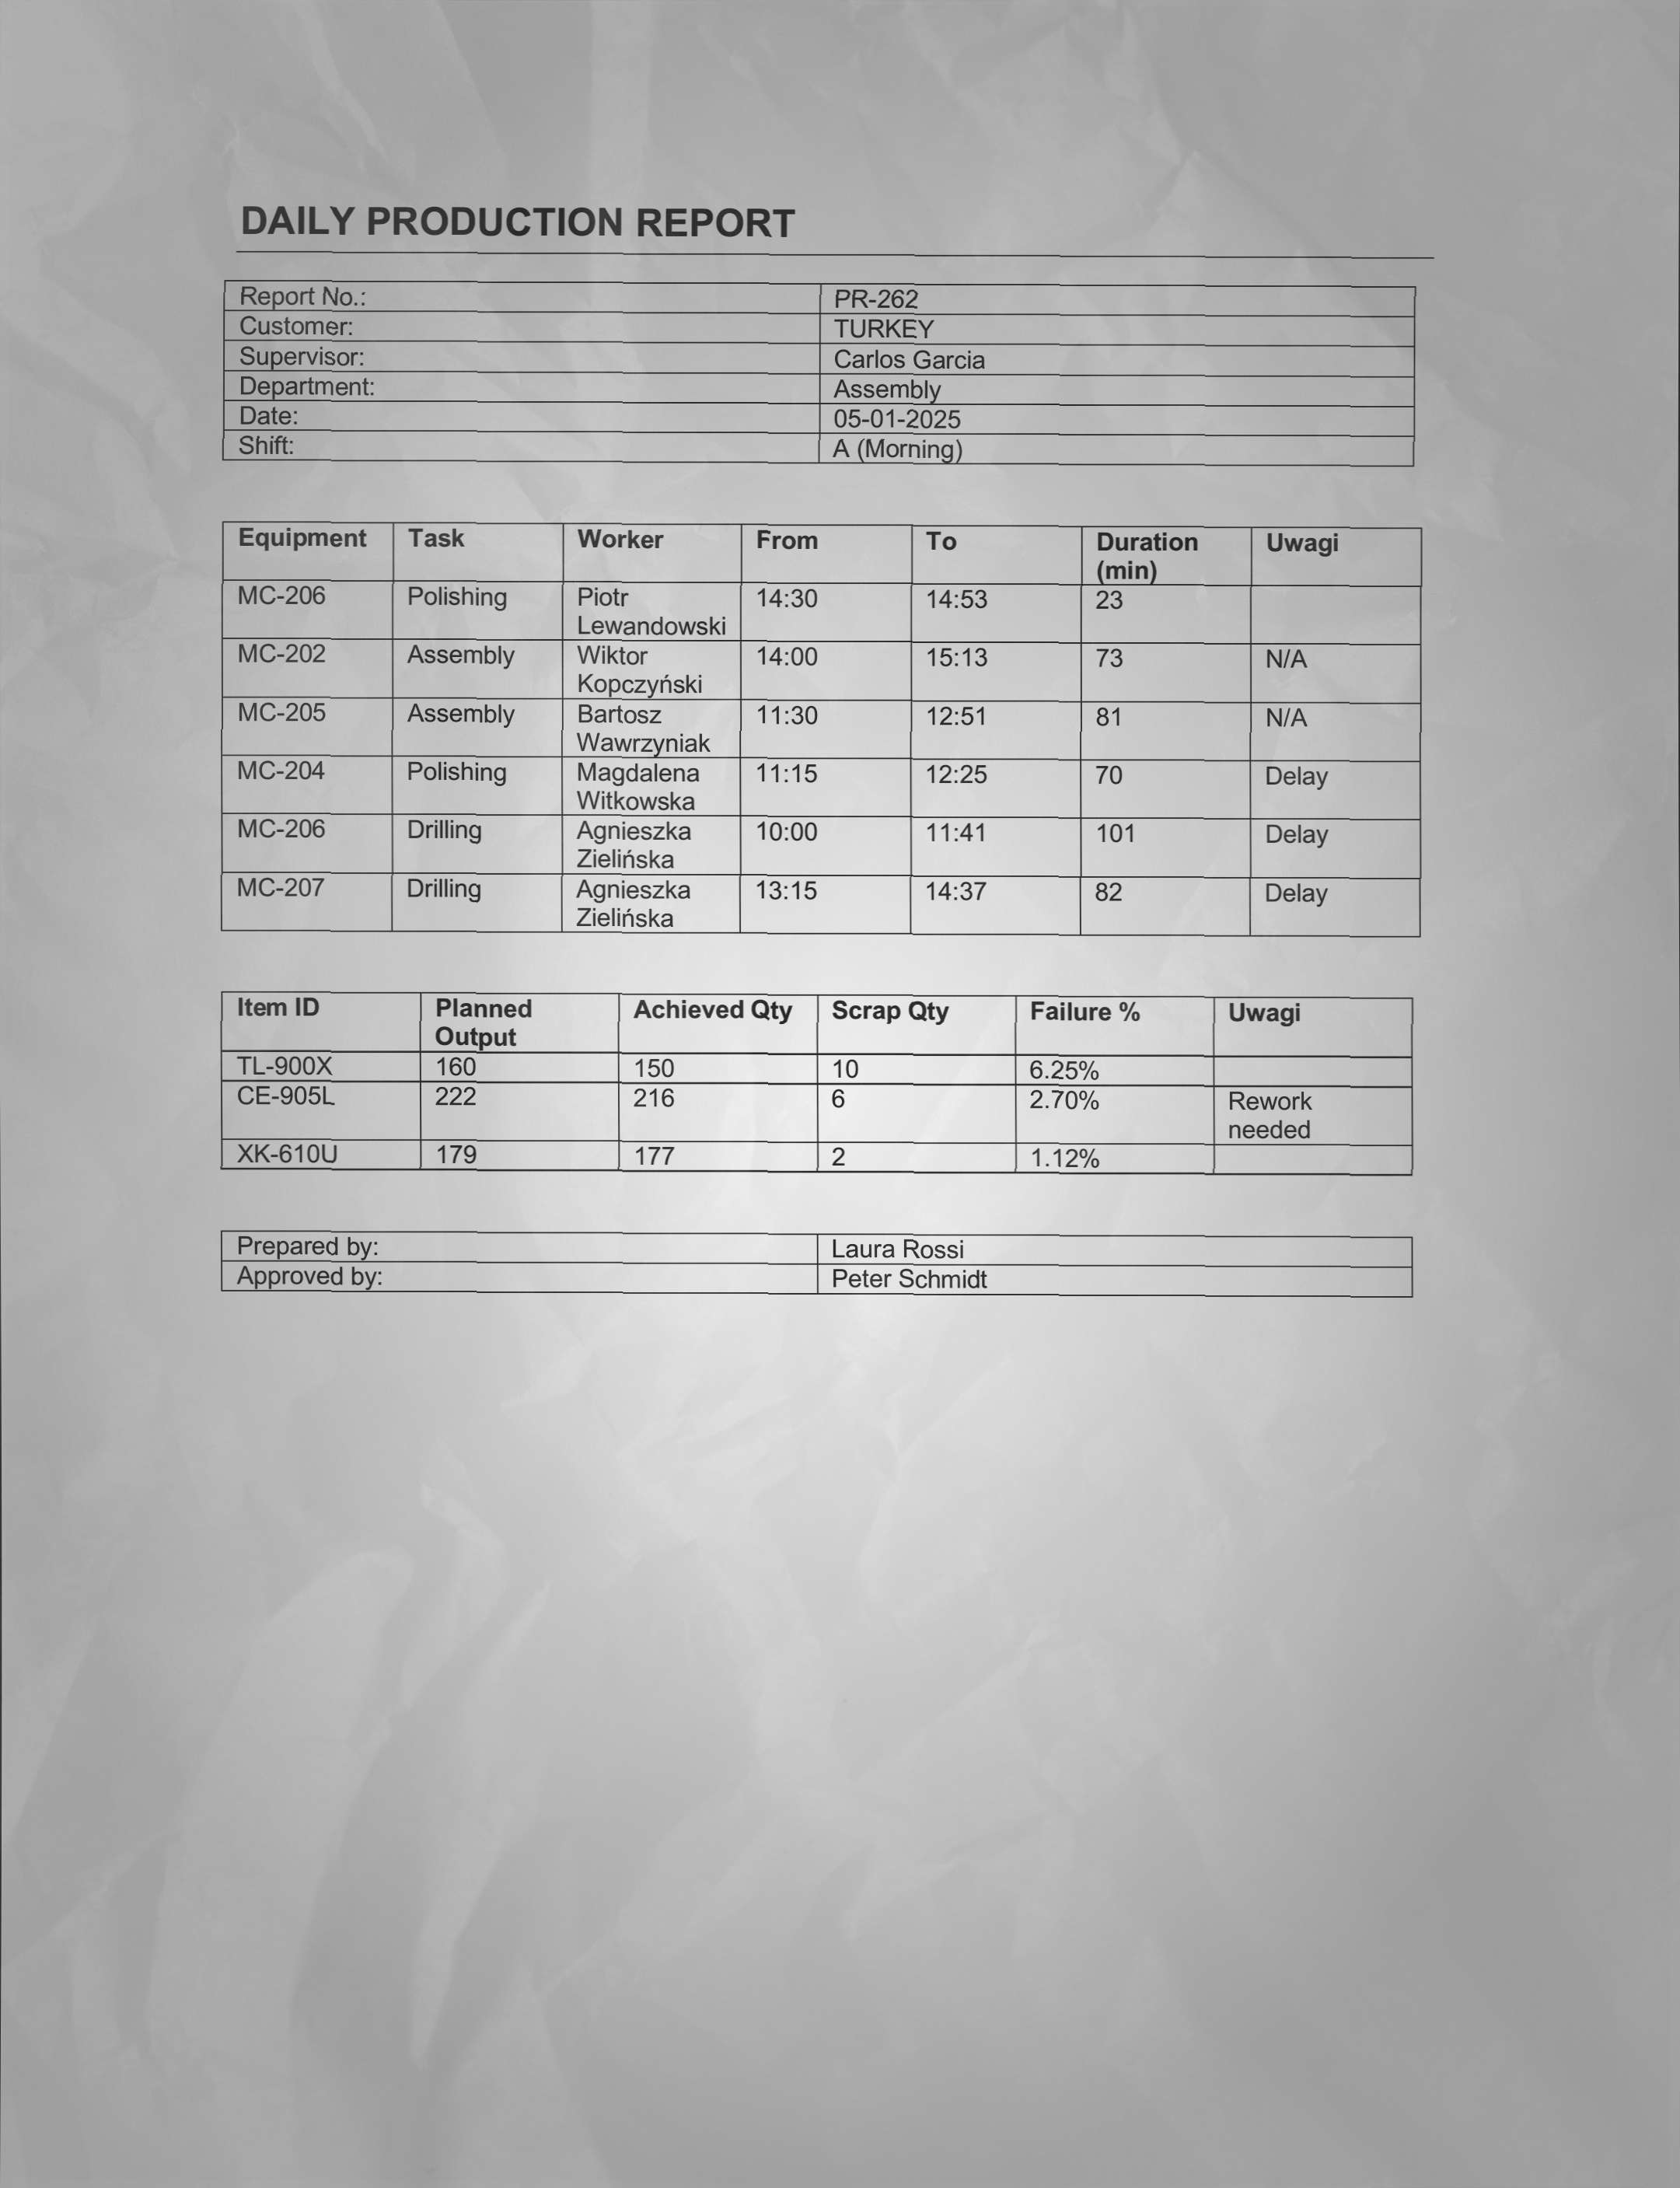 DAILY PRODUCTION REPORT
Report No.: PR-262
Customer: TURKEY
Supervisor: Carlos Garcia
Department: Assembly
Date: 05-01-2025
Shift: A (Morning)
Equipment Task Worker From To Duration (min) Uwagi
MC-206 Polishing Piotr Lewandowski 14:30 14:53 23
MC-202 Assembly Wiktor Kopczyński 14:00 15:13 73 N/A
MC-205 Assembly Bartosz Wawrzyniak 11:30 12:51 81 N/A
MC-204 Polishing Magdalena Witkowska 11:15 12:25 70 Delay
MC-206 Drilling Agnieszka Zielińska 10:00 11:41 101 Delay
MC-207 Drilling Agnieszka Zielińska 13:15 14:37 82 Delay
Item ID Planned Output Achieved Qty Scrap Qty Failure % Uwagi
TL-900X 160 150 10 6.25%
CE-905L 222 216 6 2.70% Rework needed
XK-610U 179 177 2 1.12%
Prepared by: Laura Rossi
Approved by: Peter Schmidt